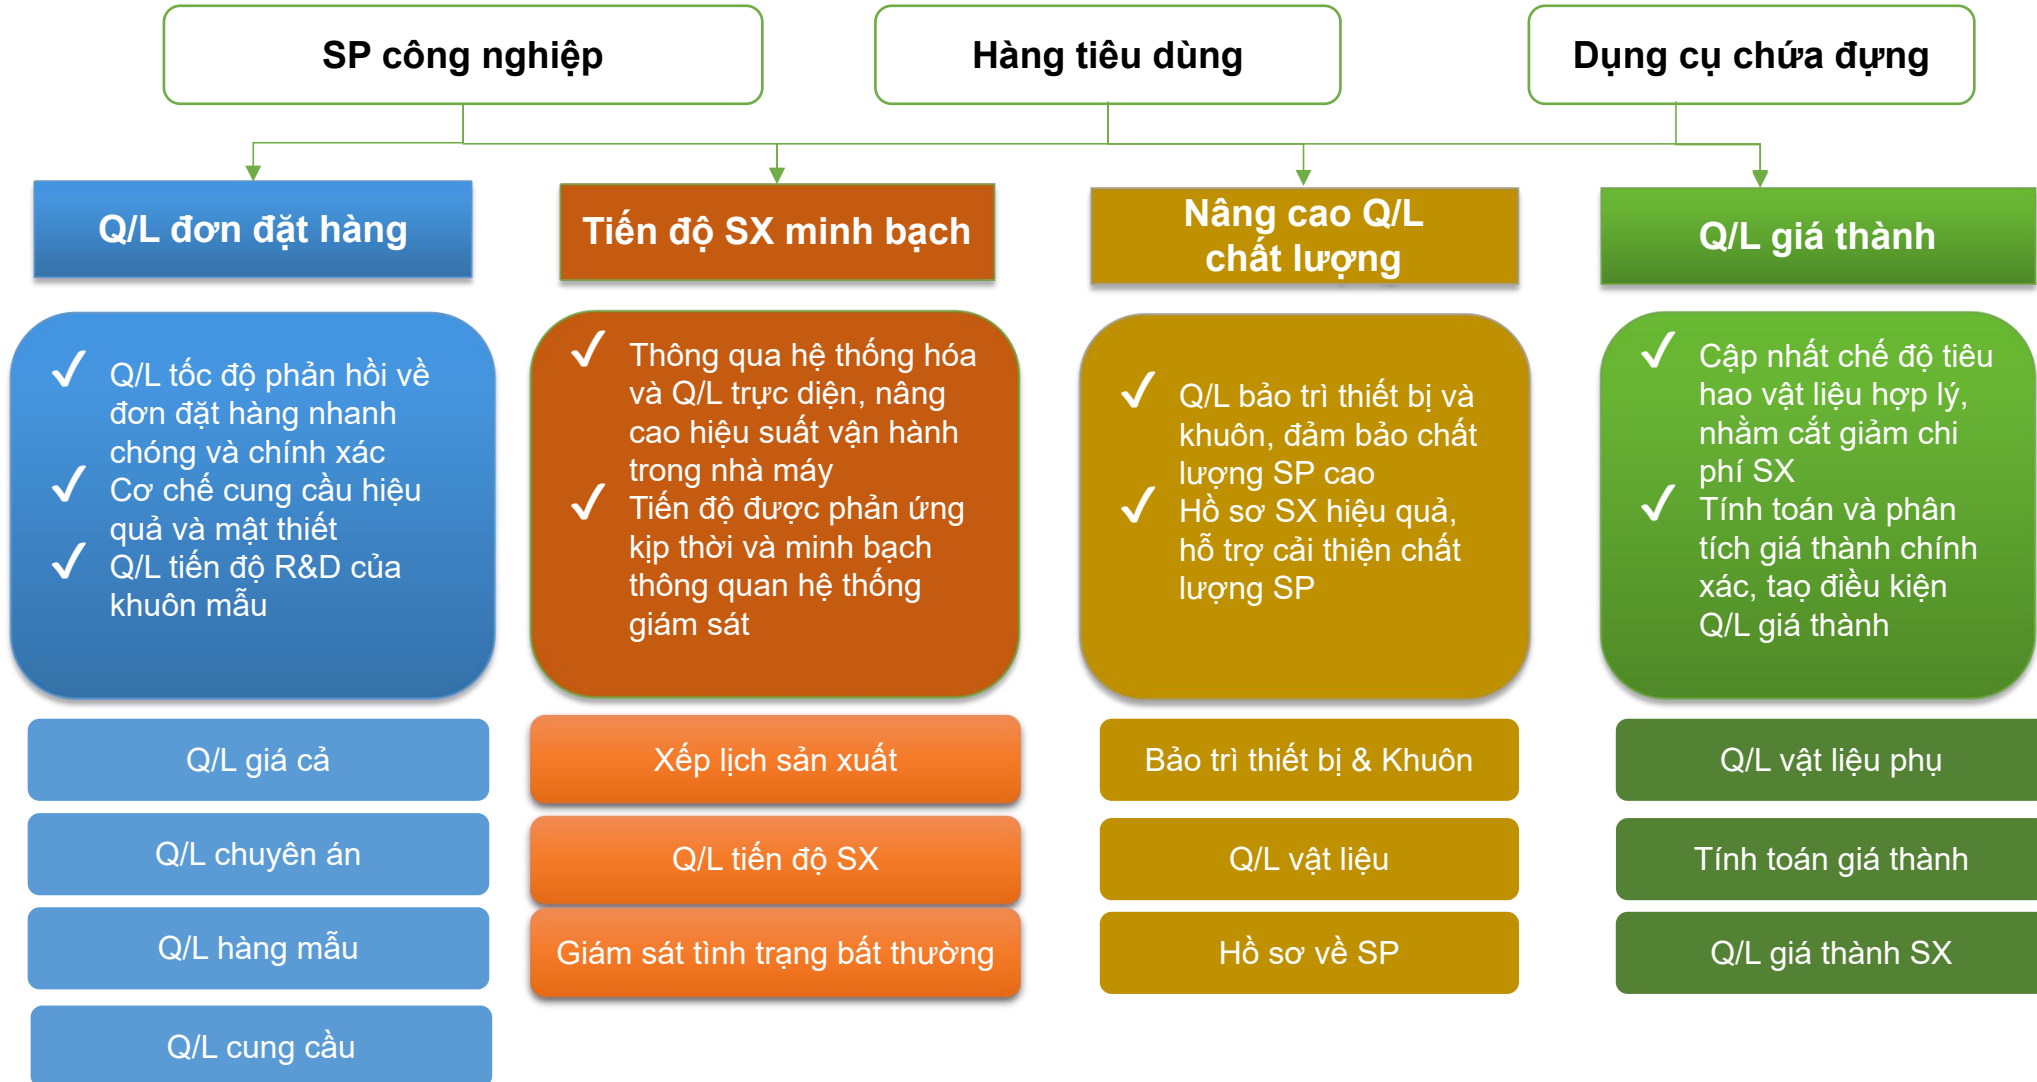 SP công nghiệp
Hàng tiêu dùng
Dụng cụ chứa đựng
Q/L đơn đặt hàng
Tiến độ SX minh bạch
Nâng cao Q/L
chất lượng
Q/L giá thành
✓ Q/L tốc độ phản hồi về
đơn đặt hàng nhanh
chóng và chính xác
✓ Cơ chế cung cầu hiệu
quả và mật thiết
✓ Q/L tiến độ R&D của
khuôn mẫu
✓ Thông qua hệ thống hóa
và Q/L trực diện, nâng
cao hiệu suất vận hành
trong nhà máy
✓ Tiến độ được phản ứng
kịp thời và minh bạch
thông quan hệ thống
giám sát
✓ Q/L bảo trì thiết bị và
khuôn, đảm bảo chất
lượng SP cao
✓ Hồ sơ SX hiệu quả,
hỗ trợ cải thiện chất
lượng SP
✓ Cập nhất chế độ tiêu
hao vật liệu hợp lý,
nhằm cắt giảm chi
phí SX
✓ Tính toán và phân
tích giá thành chính
xác, tạo điều kiện
Q/L giá thành
Q/L giá cả
Q/L chuyên án
Q/L hàng mẫu
Q/L cung cầu
Xếp lịch sản xuất
Q/L tiến độ SX
Giám sát tình trạng bất thường
Bảo trì thiết bị & Khuôn
Q/L vật liệu
Hồ sơ về SP
Q/L vật liệu phụ
Tính toán giá thành
Q/L giá thành SX